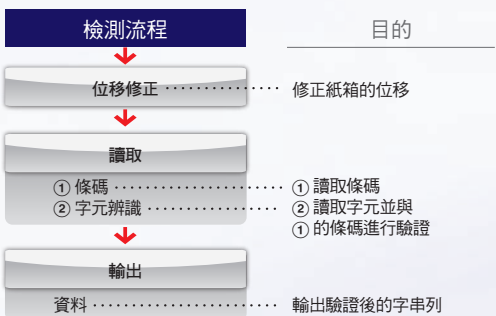 檢測流程 目的
位移修正 ・・・・・・・・・・・・・・・ 修正紙箱的位移
讀取
① 條碼 ・・・・・・・・・・・・・・・・・・・・・・ ① 讀取條碼
② 字元辨識 ・・・・・・・・・・・・・・・・・ ② 讀取字元並與
① 的條碼進行驗證
輸出
資料 ・・・・・・・・・・・・・・・・・・・・・・・・ 輸出驗證後的字串列